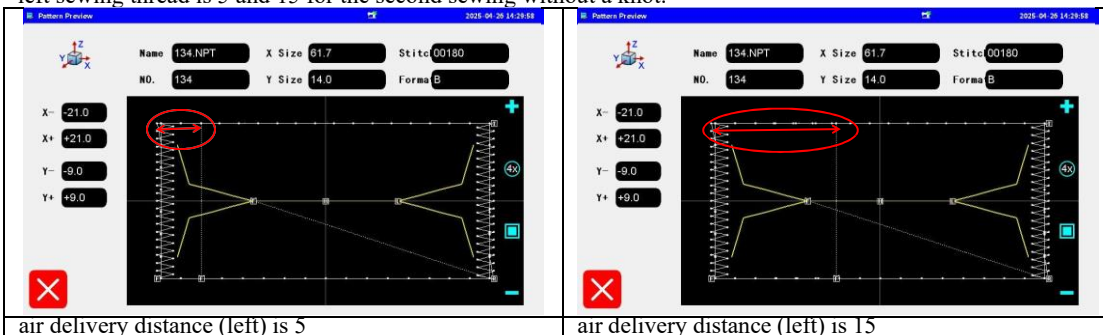 left sewing thread is 5 and 15 for the second sewing without a knot.
Pattern Preview
2025-04-26 14:29:58
Z
Y
X
Name 134.NPT X Size 61.7 Stitc 00180
NO. 134 Y Size 14.0 Forma B
X- -21.0
X+ +21.0
Y- -9.0
Y+ +9.0
4x
Pattern Preview
2025-04-26 14:29:58
Z
Y
X
Name 134.NPT X Size 61.7 Stitc 00180
NO. 134 Y Size 14.0 Forma B
X- -21.0
X+ +21.0
Y- -9.0
Y+ +9.0
4x
air delivery distance (left) is 5
air delivery distance (left) is 15